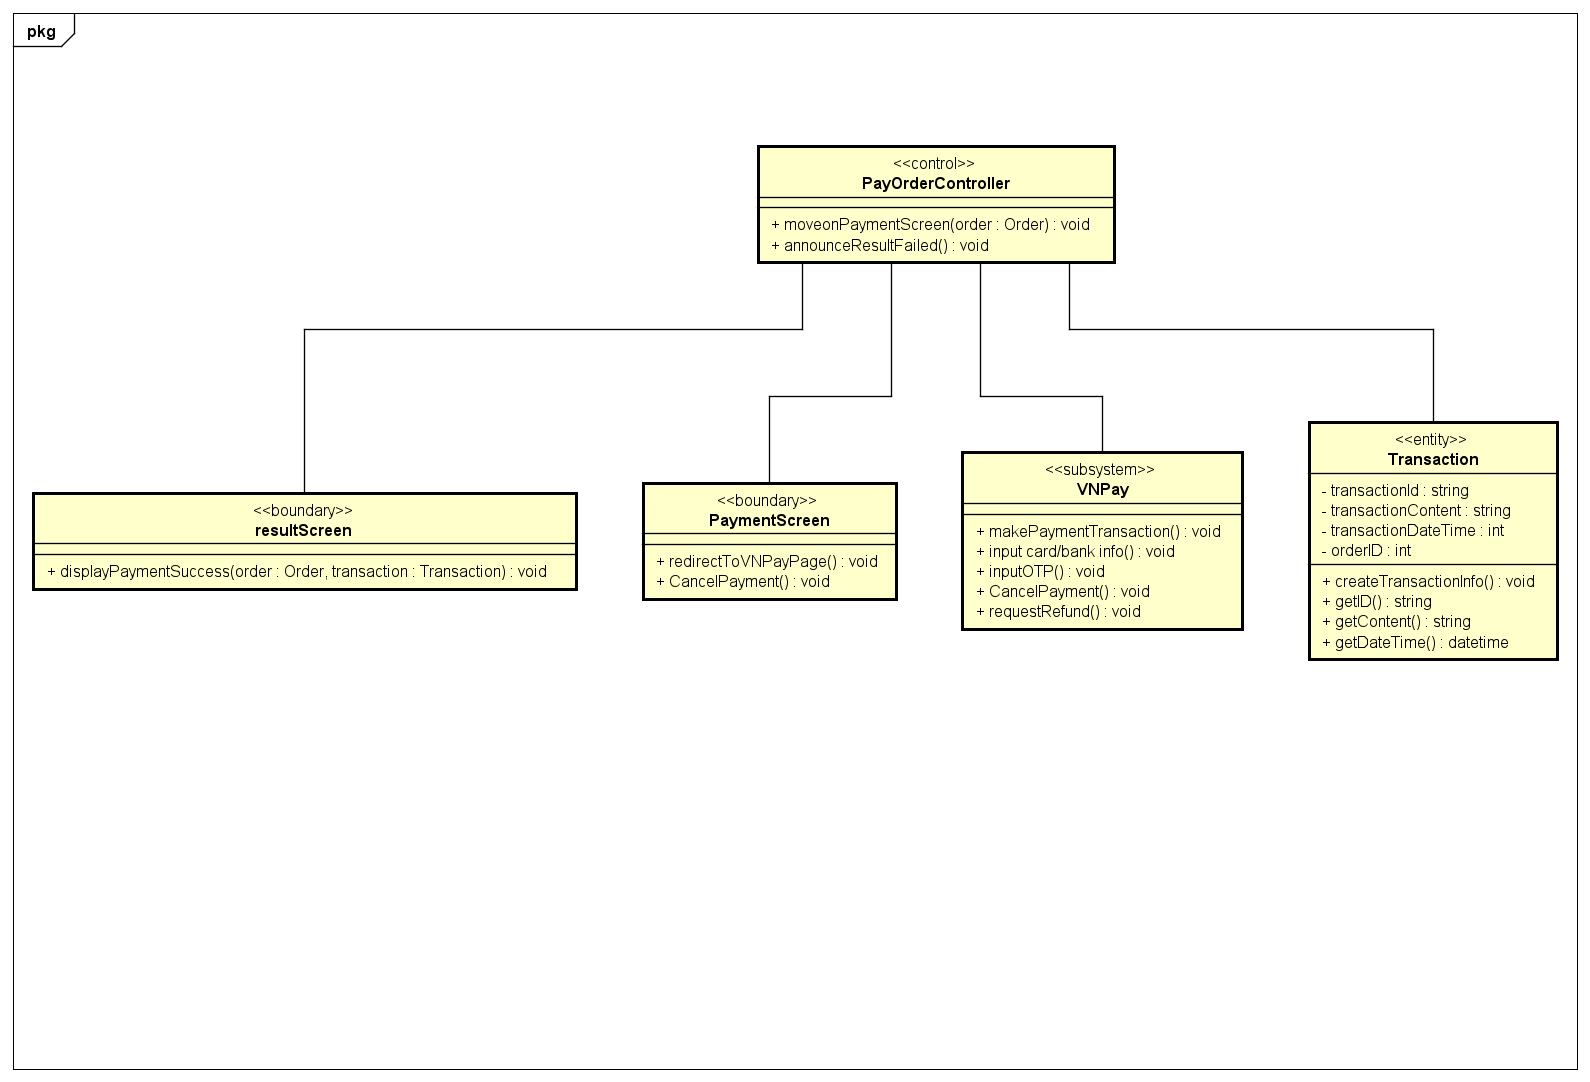 pkg
<<control>>
PayOrderController
+ moveonPaymentScreen(order : Order) : void
+ announceResultFailed() : void
<<boundary>>
resultScreen
+ displayPaymentSuccess(order : Order, transaction : Transaction) : void
<<boundary>>
PaymentScreen
+ redirectToVNPayPage() : void
+ CancelPayment() : void
<<subsystem>>
VNPay
+ makePaymentTransaction() : void
+ input card/bank info() : void
+ inputOTP() : void
+ CancelPayment() : void
+ requestRefund() : void
<<entity>>
Transaction
- transactionId : string
- transactionContent : string
- transactionDateTime : int
- orderID : int
+ createTransactionInfo() : void
+ getID() : string
+ getContent() : string
+ getDateTime() : datetime